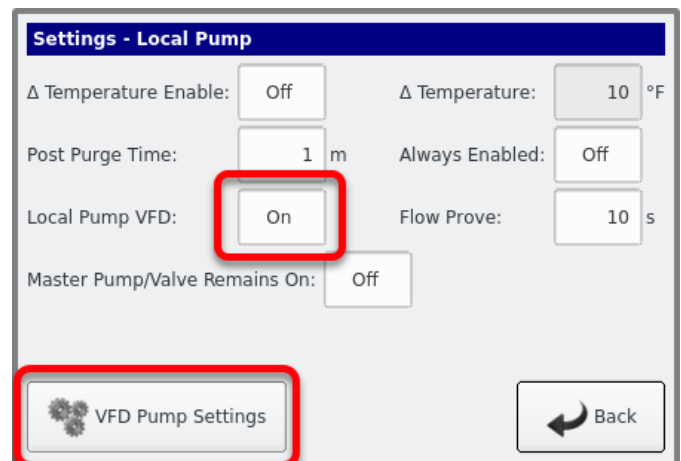 Settings - Local Pump
Δ Temperature Enable: Off Δ Temperature: 10 °F
Post Purge Time: 1 m Always Enabled: Off
Local Pump VFD: On Flow Prove: 10 s
Master Pump/Valve Remains On: Off
VFD Pump Settings Back